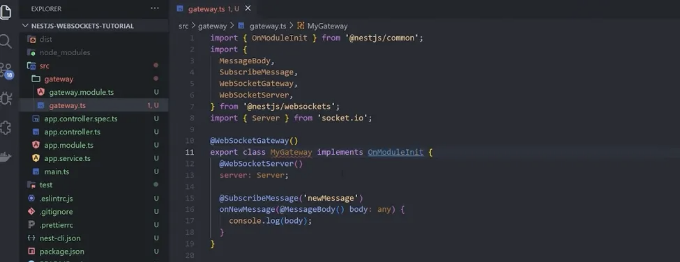 EXPLORER
NESTJS-WEBSOCKETS-TUTORIAL
dist
node_modules
src
gateway
gateway.module.ts U
gateway.ts 1, U
app.controller.spec.ts U
app.controller.ts U
app.module.ts U
app.service.ts U
main.ts U
test
.eslintrc.js U
.gitignore U
.prettierrc U
nest-cli.json U
package.json U
gateway.ts 1, U
src > gateway > gateway.ts > MyGateway
1 import { OnModuleInit } from '@nestjs/common';
2 import {
3 MessageBody,
4 SubscribeMessage,
5 WebSocketGateway,
6 WebSocketServer,
7 } from '@nestjs/websockets';
8 import { Server } from 'socket.io';
9
10 @WebSocketGateway()
11 export class MyGateway implements OnModuleInit {
12 @WebSocketServer()
13 server: Server;
14
15 @SubscribeMessage('newMessage')
16 onNewMessage(@MessageBody() body: any) {
17 console.log(body);
18 }
19 }
20